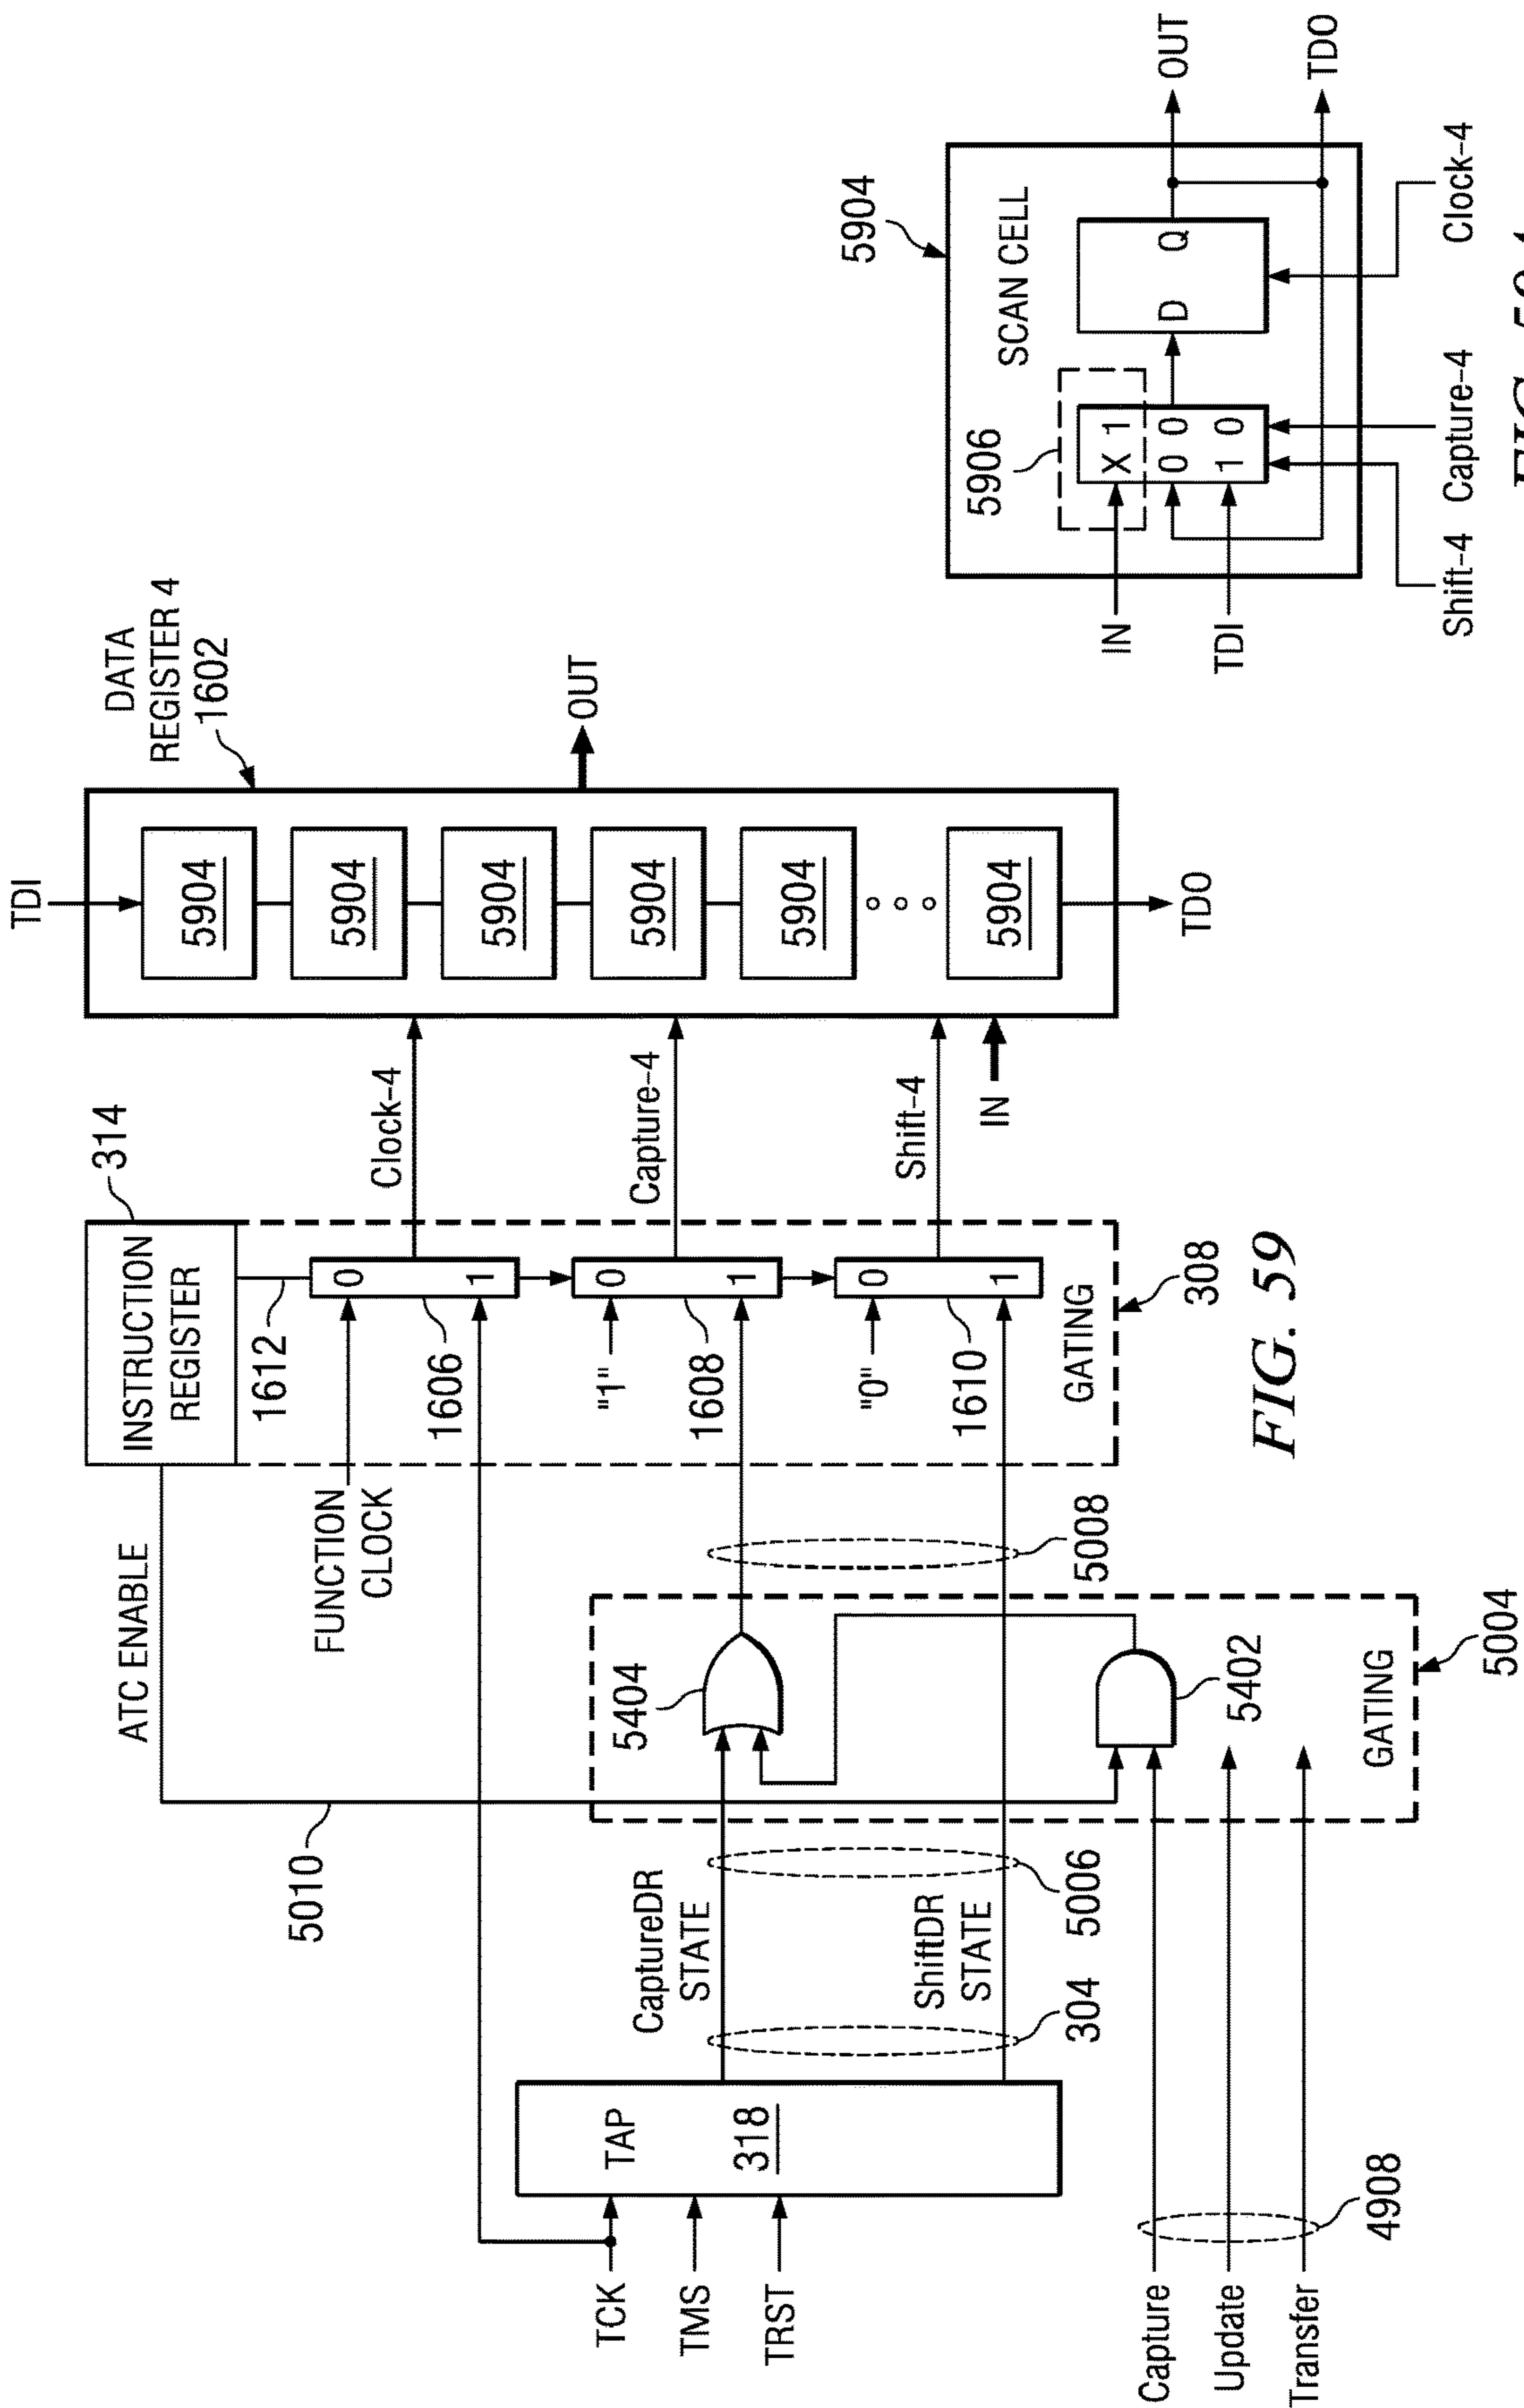 TCK
TMS
TRST
TAP
318
CaptureDR
STATE
ShiftDR
STATE
304
5006
Capture
Update
Transfer
4908
5010
ATC ENABLE
5404
5402
GATING
5004
5008
FUNCTION
CLOCK
INSTRUCTION
REGISTER
314
1612
0
1
1606
"1"
0
1
1608
"0"
0
1
1610
GATING
308
Clock-4
Capture-4
Shift-4
IN
TDI
5904
5904
5904
5904
5904
5904
TDO
OUT
DATA
REGISTER 4
1602
FIG. 59
5904
SCAN CELL
5906
IN
TDI
X 1
0 0
1 0
D Q
OUT
TDO
Shift-4
Capture-4
Clock-4